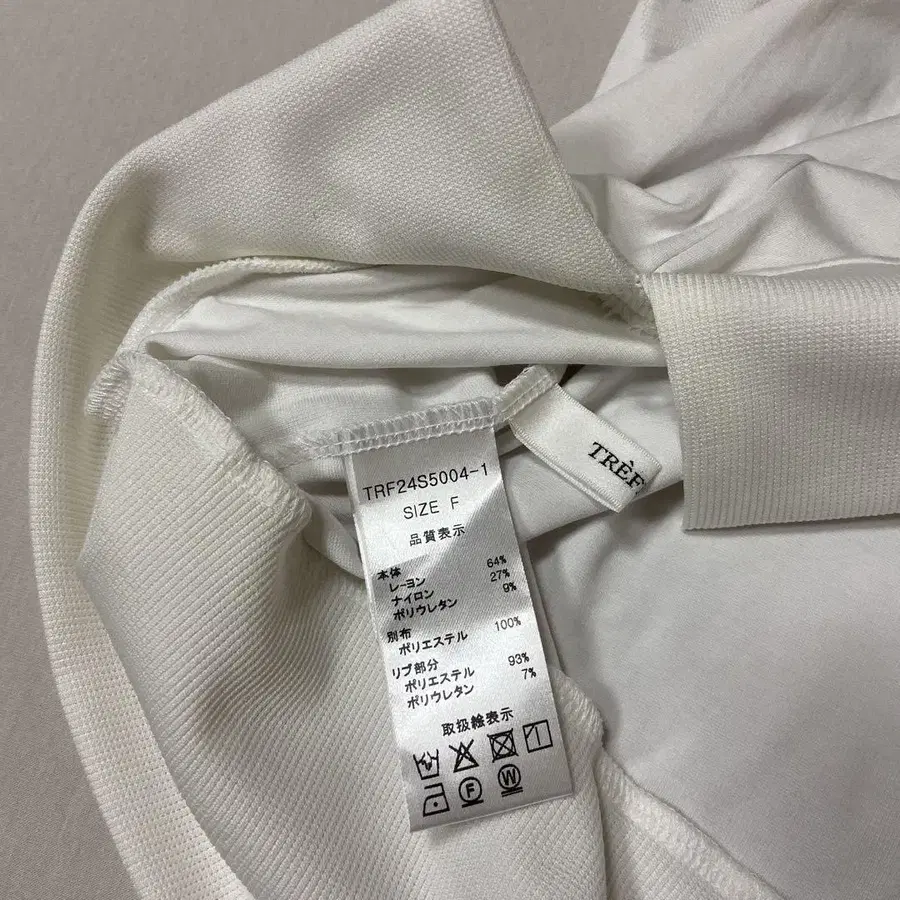 TRÊF
TRF24S5004-1
SIZE F
品質表示
本体
レーヨン 64%
ナイロン 27%
ポリウレタン 9%
別布
ポリエステル 100%
リブ部分
ポリエステル 93%
ポリウレタン 7%
取扱絵表示
F W